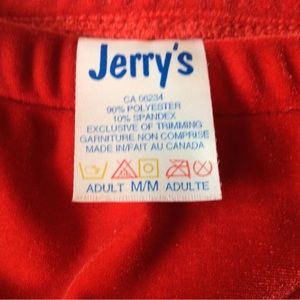 Jerry's
CA 00234
90% POLYESTER
10% SPANDEX
EXCLUSIVE OF TRIMMING
GARNITURE NON COMPRISE
MADE IN/FAIT AU CANADA
ADULT M/M ADULTE